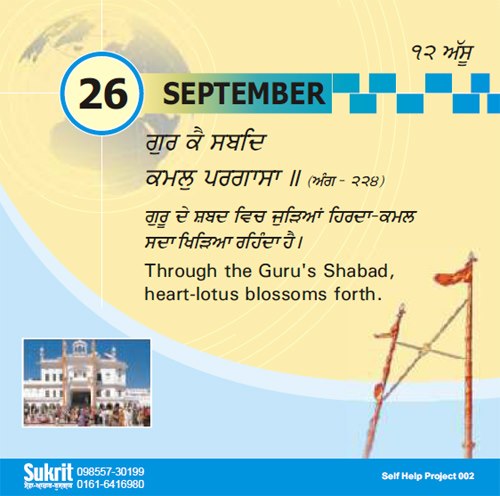 ੧੨ ਅੱਸੂ
26 SEPTEMBER
ਗੁਰ ਕੈ ਸਬਦਿ
ਕਮਲੁ ਪਰਗਾਸਾ ॥ (ਅੰਗ - ੨੨੪)
ਗੁਰੂ ਦੇ ਸ਼ਬਦ ਵਿਚ ਜੁੜਿਆਂ ਹਿਰਦਾ-ਕਮਲ
ਸਦਾ ਖਿੜਿਆ ਰਹਿੰਦਾ ਹੈ।
Through the Guru's Shabad,
heart-lotus blossoms forth.
Sukrit 098557-30199
0161-6416980
Self Help Project 002